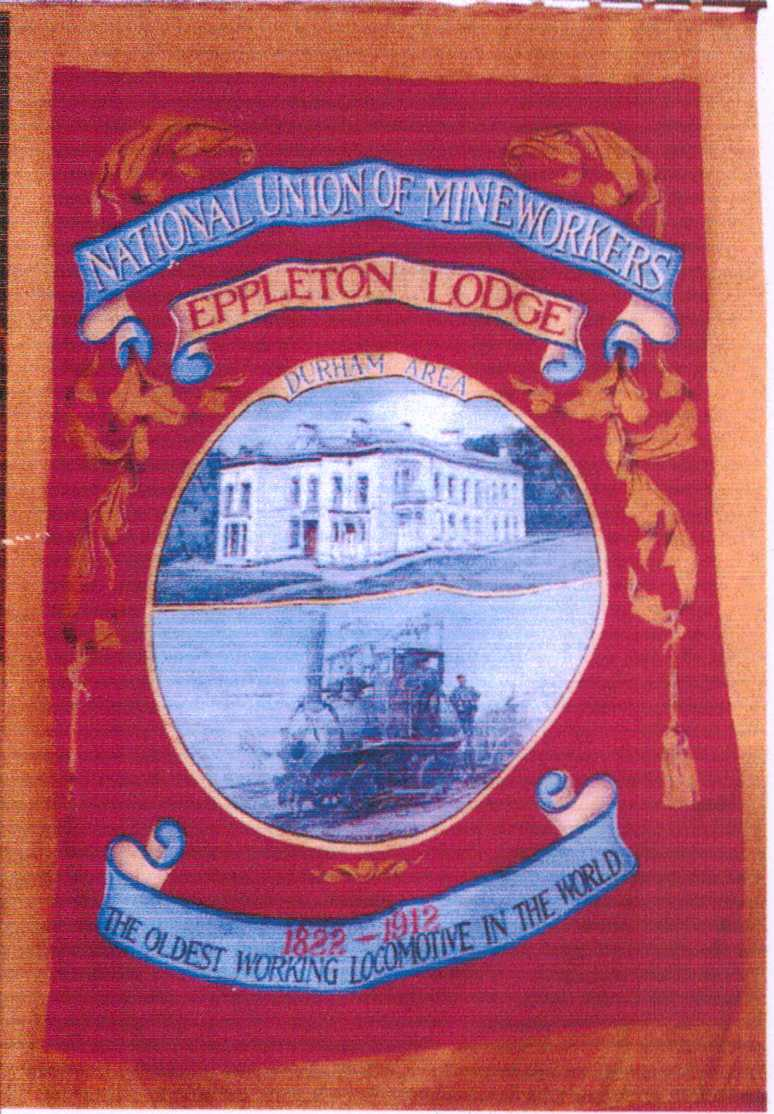 NATIONAL UNION OF MINEWORKERS
EPPLETON LODGE
DURHAM AREA
1822 - 1912
THE OLDEST WORKING LOCOMOTIVE IN THE WORLD